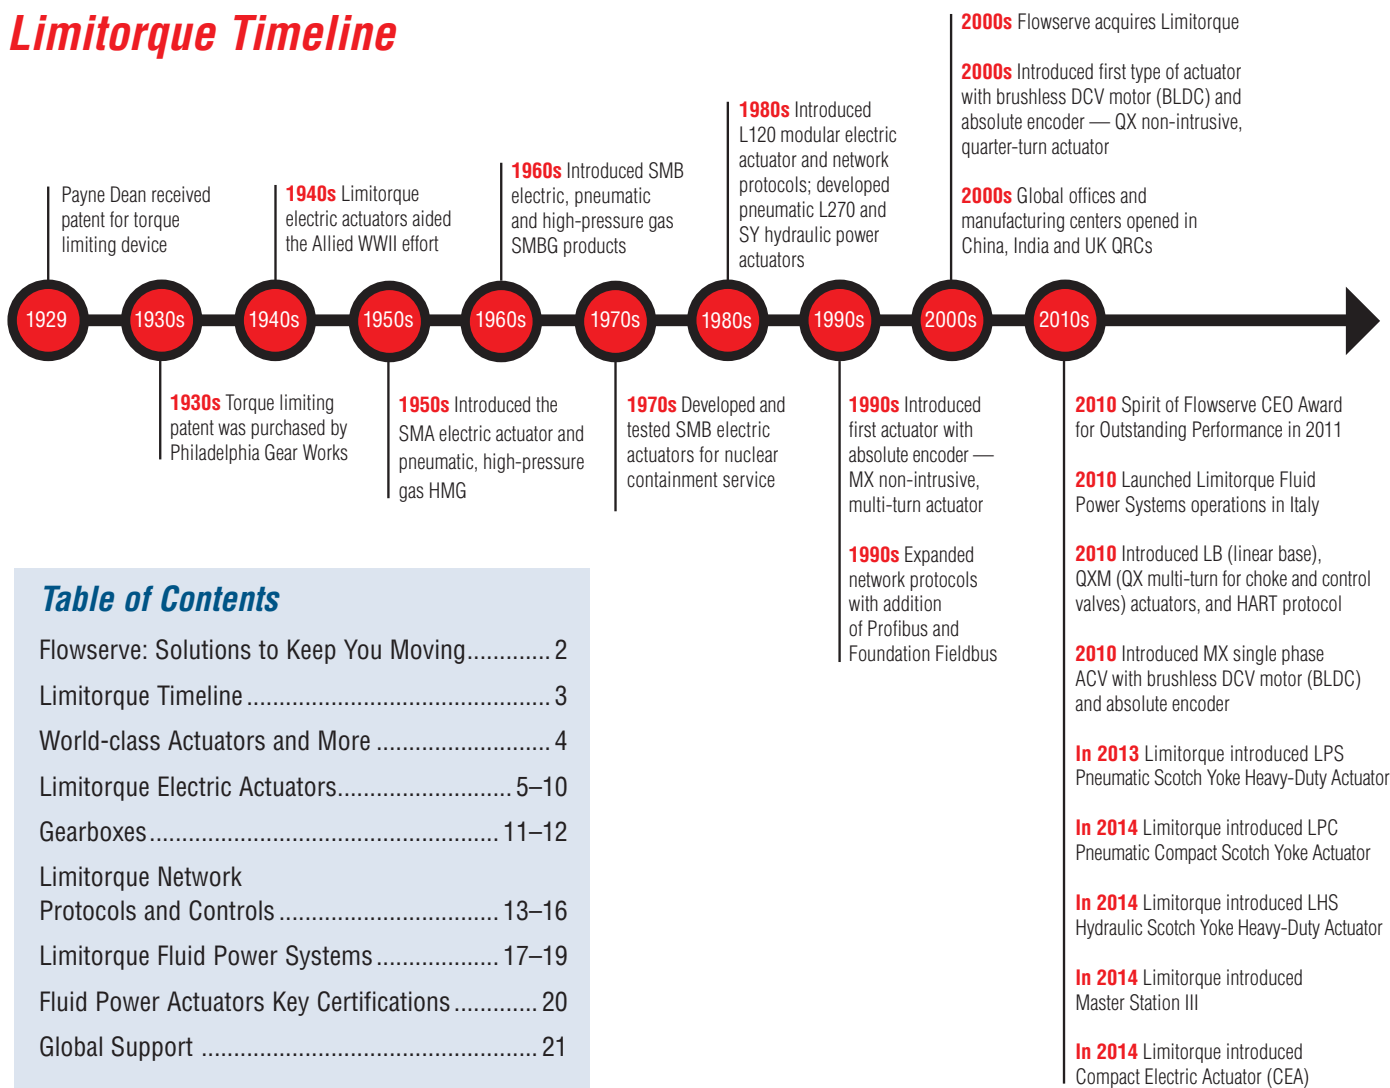 Limitorque Timeline
Payne Dean received
patent for torque
limiting device
1940s Limitorque
electric actuators aided
the Allied WWII effort
1960s Introduced SMB
electric, pneumatic
and high-pressure gas
SMBG products
1980s Introduced
L120 modular electric
actuator and network
protocols; developed
pneumatic L270 and
SY hydraulic power
actuators
2000s Flowserve acquires Limitorque
2000s Introduced first type of actuator
with brushless DCV motor (BLDC) and
absolute encoder — QX non-intrusive,
quarter-turn actuator
2000s Global offices and
manufacturing centers opened in
China, India and UK QRCs
1929 1930s 1940s 1950s 1960s 1970s 1980s 1990s 2000s 2010s
1930s Torque limiting
patent was purchased by
Philadelphia Gear Works
1950s Introduced the
SMA electric actuator and
pneumatic, high-pressure
gas HMG
1970s Developed and
tested SMB electric
actuators for nuclear
containment service
1990s Introduced
first actuator with
absolute encoder —
MX non-intrusive,
multi-turn actuator
1990s Expanded
network protocols
with addition
of Profibus and
Foundation Fieldbus
2010 Spirit of Flowserve CEO Award
for Outstanding Performance in 2011
2010 Launched Limitorque Fluid
Power Systems operations in Italy
2010 Introduced LB (linear base),
QXM (QX multi-turn for choke and control
valves) actuators, and HART protocol
2010 Introduced MX single phase
ACV with brushless DCV motor (BLDC)
and absolute encoder
In 2013 Limitorque introduced LPS
Pneumatic Scotch Yoke Heavy-Duty Actuator
In 2014 Limitorque introduced LPC
Pneumatic Compact Scotch Yoke Actuator
In 2014 Limitorque introduced LHS
Hydraulic Scotch Yoke Heavy-Duty Actuator
In 2014 Limitorque introduced
Master Station III
In 2014 Limitorque introduced
Compact Electric Actuator (CEA)
Table of Contents
Flowserve: Solutions to Keep You Moving............. 2
Limitorque Timeline............................................... 3
World-class Actuators and More ........................... 4
Limitorque Electric Actuators........................... 5–10
Gearboxes...................................................... 11–12
Limitorque Network
Protocols and Controls.................................. 13–16
Limitorque Fluid Power Systems................... 17–19
Fluid Power Actuators Key Certifications............. 20
Global Support .................................................... 21